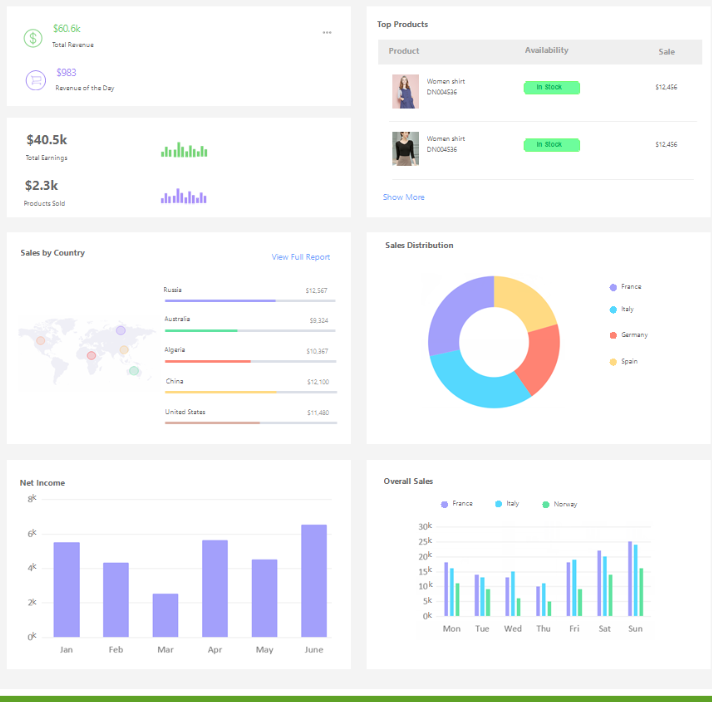 $60.6k
Total Revenue
$983
Revenue of the Day
$40.5k
Total Earnings
$2.3k
Products Sold
Top Products
Product Availability Sale
Women shirt
DN004536
In Stock
$12,456
Women shirt
DN004536
In Stock
$12,456
Show More
Sales by Country
View Full Report
Russia $12,567
Australia $9,324
Algeria $10,367
China $12,100
United States $11,480
Sales Distribution
France
Italy
Germany
Spain
Net Income
8k
6k
4k
2k
0k
Jan Feb Mar Apr May June
Overall Sales
France Italy Norway
30k
25k
20k
15k
10k
5k
0k
Mon Tue Wed Thu Fri Sat Sun